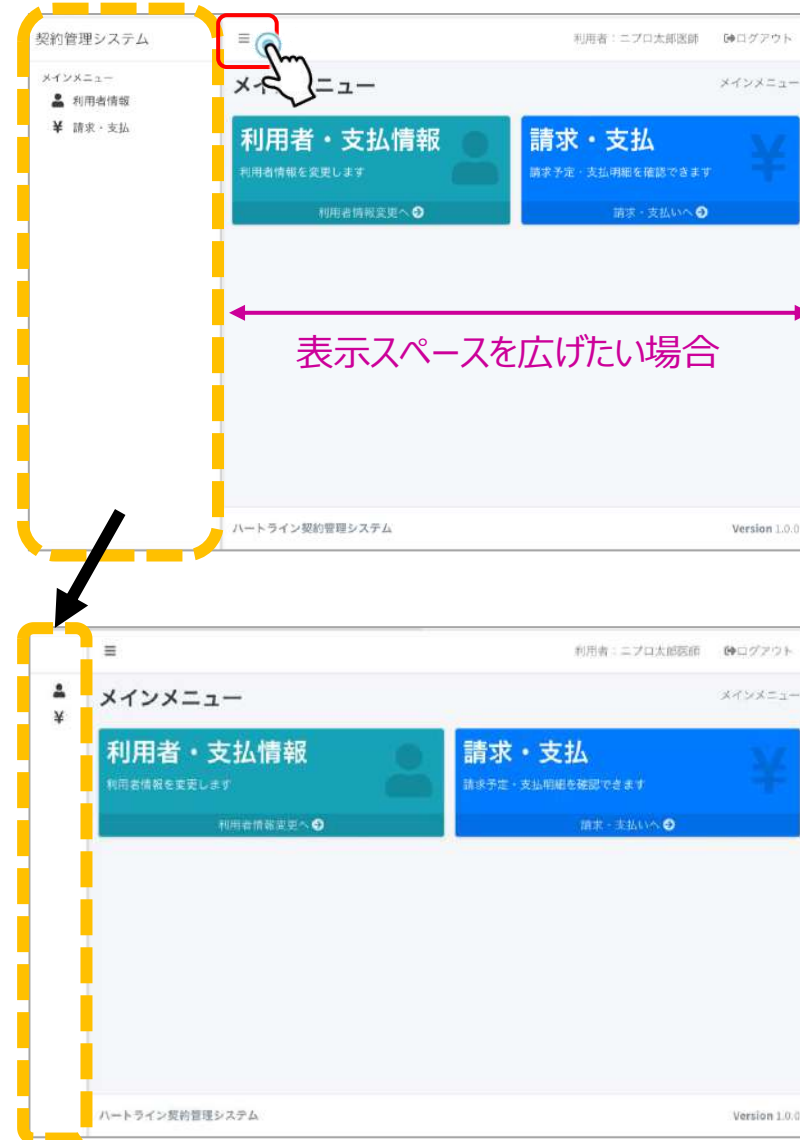 契約管理システム
利用者：ニプロ太郎医師 ログアウト
メインメニュー
利用者情報
¥ 請求・支払
メインメニュー
メインメニュー
利用者・支払情報
利用者情報を変更します
利用者情報変更へ
請求・支払
請求予定・支払明細を確認できます
請求・支払いへ
¥
表示スペースを広げたい場合
ハートライン契約管理システム
Version 1.0.0
利用者：ニプロ太郎医師 ログアウト
¥
メインメニュー
メインメニュー
利用者・支払情報
利用者情報を変更します
利用者情報変更へ
請求・支払
請求予定・支払明細を確認できます
請求・支払いへ
¥
ハートライン契約管理システム
Version 1.0.0